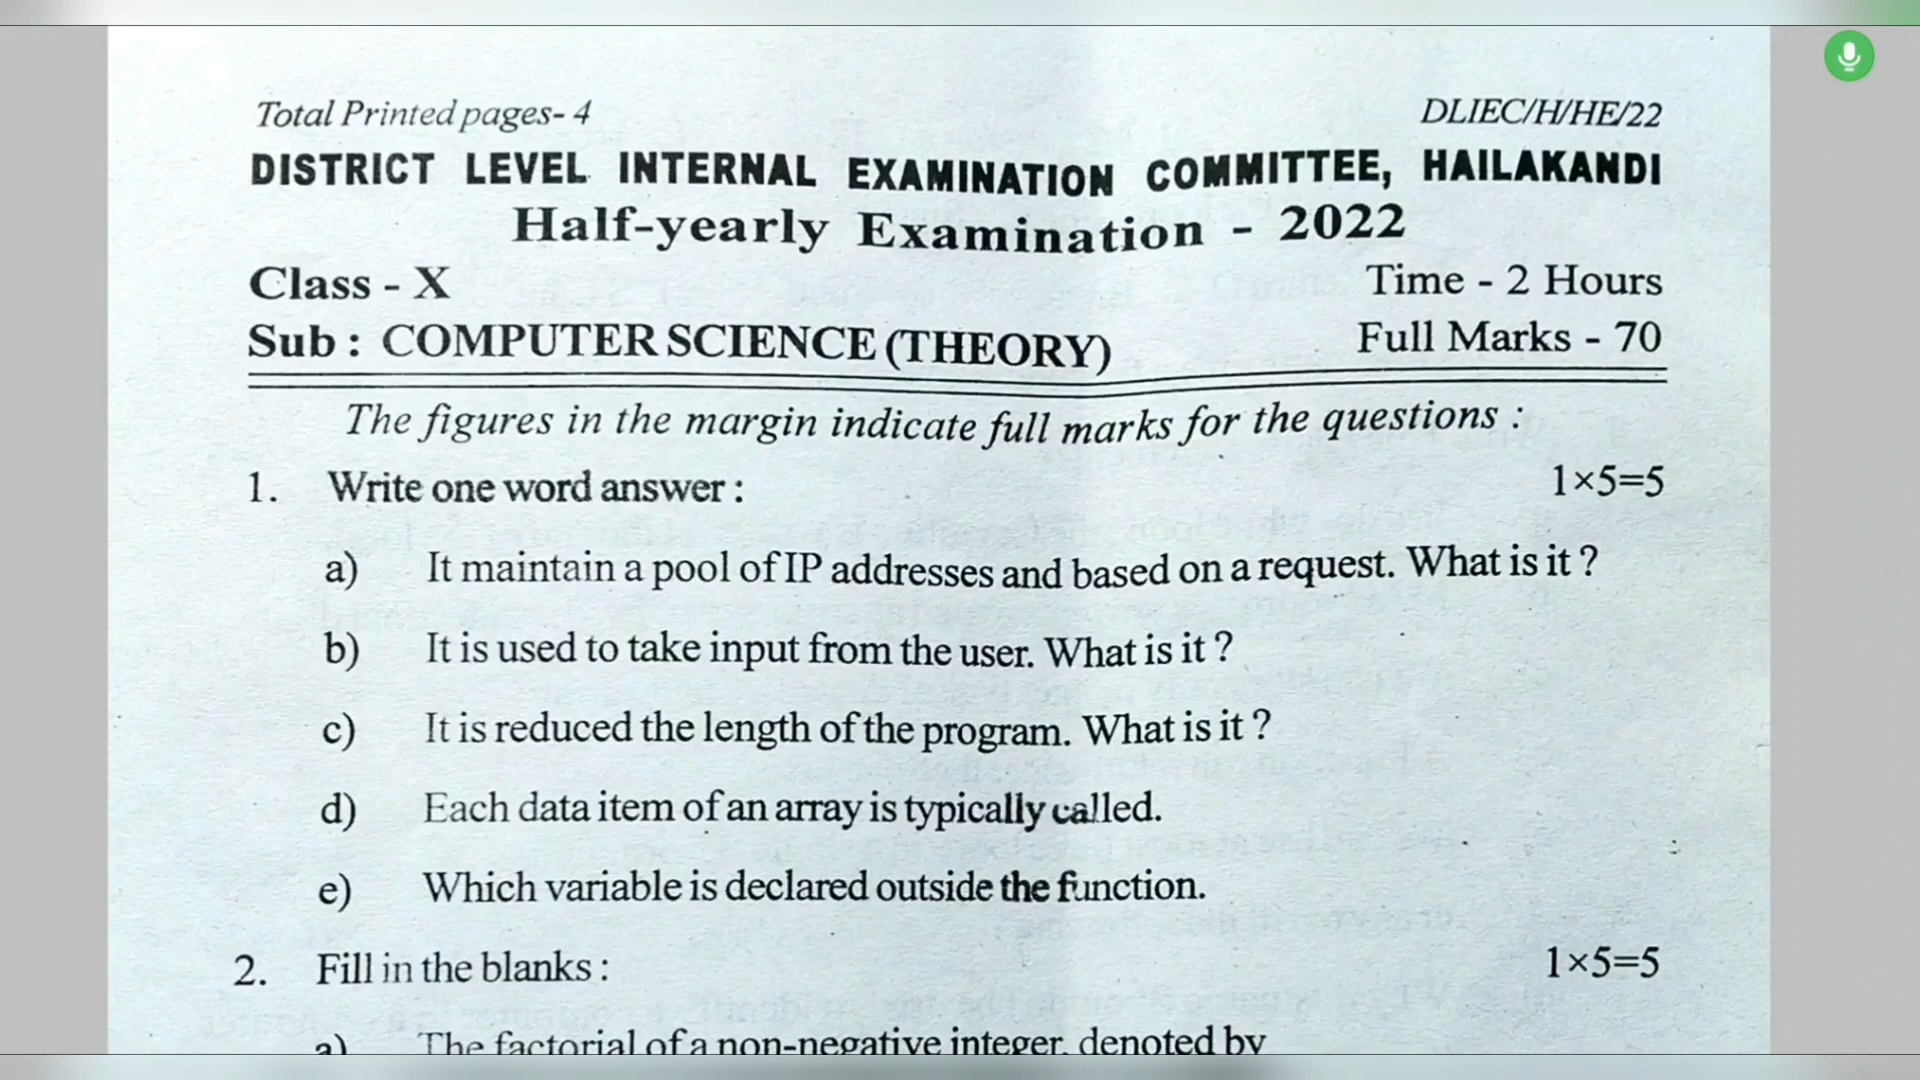 Total Printed pages- 4 DLIEC/H/HE/22
DISTRICT LEVEL INTERNAL EXAMINATION COMMITTEE, HAILAKANDI
Half-yearly Examination - 2022
Class - X Time - 2 Hours
Sub : COMPUTER SCIENCE (THEORY) Full Marks - 70
The figures in the margin indicate full marks for the questions :
1. Write one word answer : 1×5=5
a) It maintain a pool of IP addresses and based on a request. What is it ?
b) It is used to take input from the user. What is it ?
c) It is reduced the length of the program. What is it ?
d) Each data item of an array is typically called.
e) Which variable is declared outside the function.
2. Fill in the blanks : 1×5=5
a) The factorial of a non-negative integer, denoted by